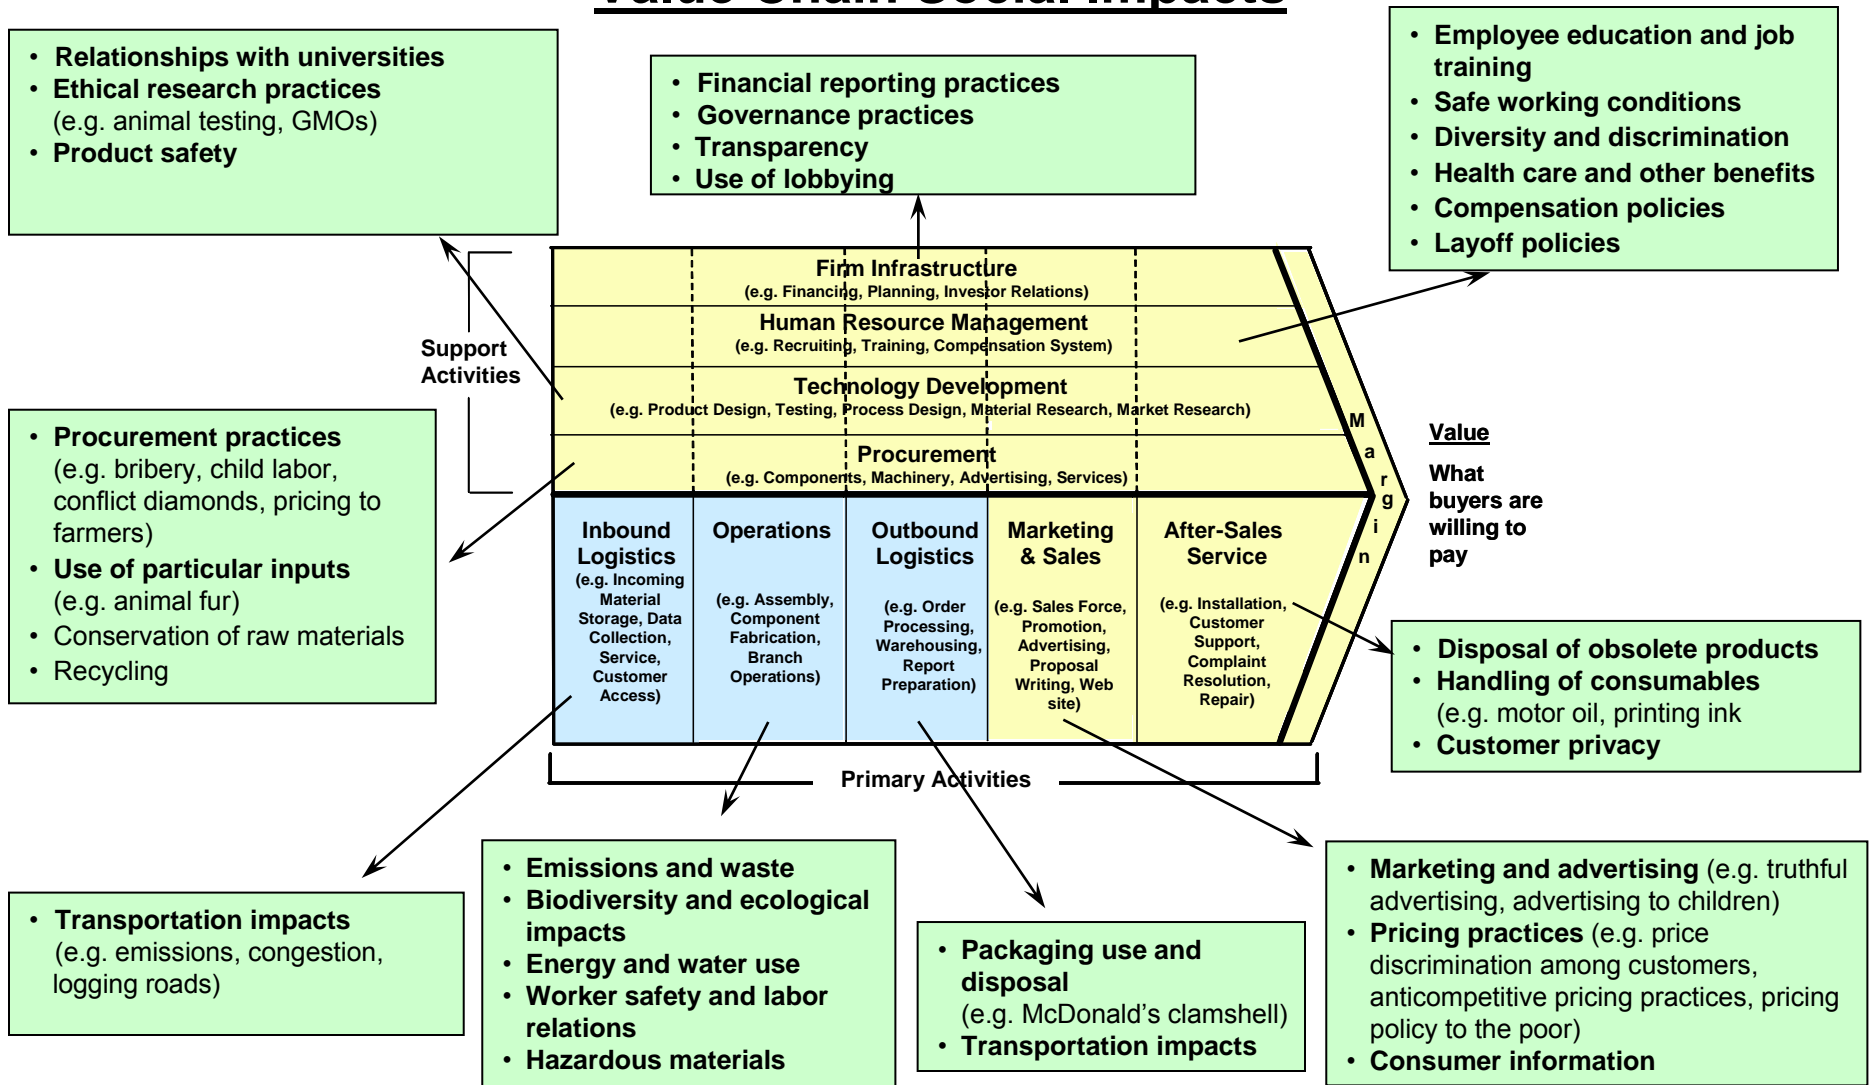 Value Chain Social Impacts
• Relationships with universities
• Ethical research practices
(e.g. animal testing, GMOs)
• Product safety
• Financial reporting practices
• Governance practices
• Transparency
• Use of lobbying
• Employee education and job
training
• Safe working conditions
• Diversity and discrimination
• Health care and other benefits
• Compensation policies
• Layoff policies
Support
Activities
Firm Infrastructure
(e.g. Financing, Planning, Investor Relations)
Human Resource Management
(e.g. Recruiting, Training, Compensation System)
Technology Development
(e.g. Product Design, Testing, Process Design, Material Research, Market Research)
Procurement
(e.g. Components, Machinery, Advertising, Services)
Margin
Value
What
buyers are
willing to
pay
• Procurement practices
(e.g. bribery, child labor,
conflict diamonds, pricing to
farmers)
• Use of particular inputs
(e.g. animal fur)
• Conservation of raw materials
• Recycling
Inbound
Logistics
(e.g. Incoming
Material
Storage, Data
Collection,
Service,
Customer
Access)
Operations
(e.g. Assembly,
Component
Fabrication,
Branch
Operations)
Outbound
Logistics
(e.g. Order
Processing,
Warehousing,
Report
Preparation)
Marketing
& Sales
(e.g. Sales Force,
Promotion,
Advertising,
Proposal
Writing, Web
site)
After-Sales
Service
(e.g. Installation,
Customer
Support,
Complaint
Resolution,
Repair)
• Disposal of obsolete products
• Handling of consumables
(e.g. motor oil, printing ink
• Customer privacy
Primary Activities
• Transportation impacts
(e.g. emissions, congestion,
logging roads)
• Emissions and waste
• Biodiversity and ecological
impacts
• Energy and water use
• Worker safety and labor
relations
• Hazardous materials
• Packaging use and
disposal
(e.g. McDonald's clamshell)
• Transportation impacts
• Marketing and advertising (e.g. truthful
advertising, advertising to children)
• Pricing practices (e.g. price
discrimination among customers,
anticompetitive pricing practices, pricing
policy to the poor)
• Consumer information